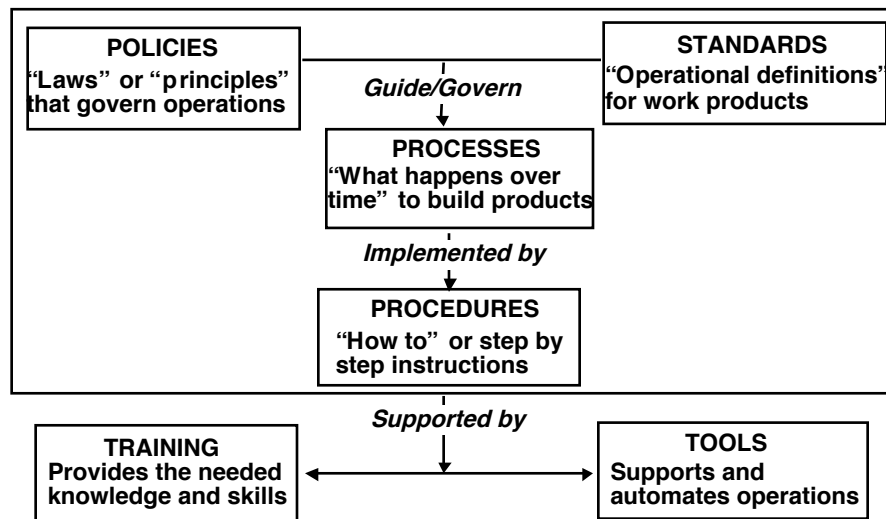 POLICIES
“Laws” or “principles”
that govern operations
STANDARDS
“Operational definitions”
for work products
Guide/Govern
PROCESSES
“What happens over
time” to build products
Implemented by
PROCEDURES
“How to” or step by
step instructions
Supported by
TRAINING
Provides the needed
knowledge and skills
TOOLS
Supports and
automates operations